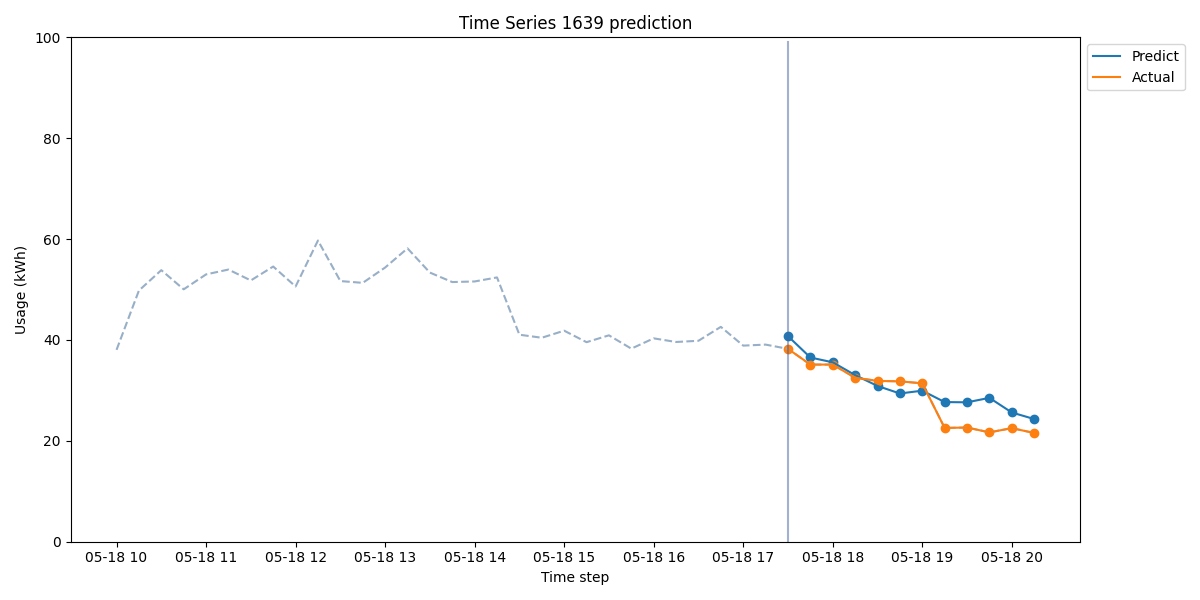 Time Series 1639 prediction
Usage (kWh)
100
80
60
40
20
0
05-18 10 05-18 11 05-18 12 05-18 13 05-18 14 05-18 15 05-18 16 05-18 17 05-18 18 05-18 19 05-18 20
Time step
Predict
Actual